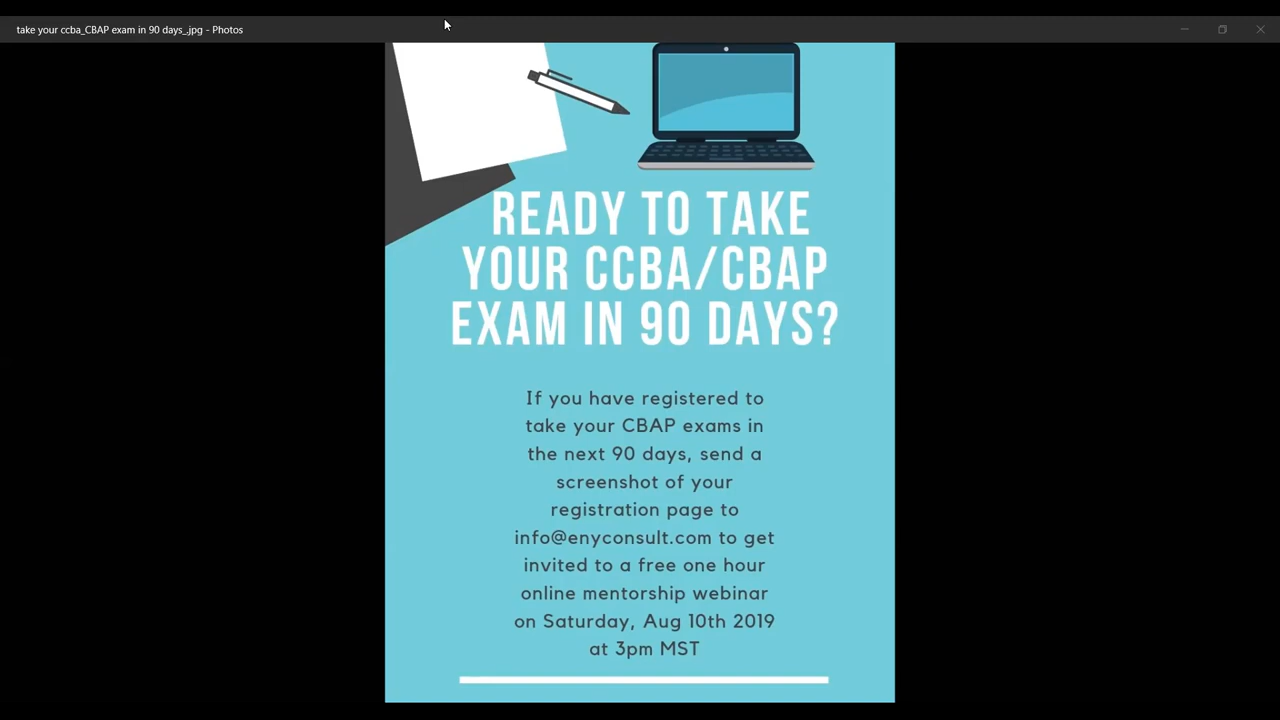 take your ccba_CBAP exam in 90 days_.jpg - Photos
READY TO TAKE
YOUR CCBA/CBAP
EXAM IN 90 DAYS?
If you have registered to
take your CBAP exams in
the next 90 days, send a
screenshot of your
registration page to
info@enyconsult.com to get
invited to a free one hour
online mentorship webinar
on Saturday, Aug 10th 2019
at 3pm MST